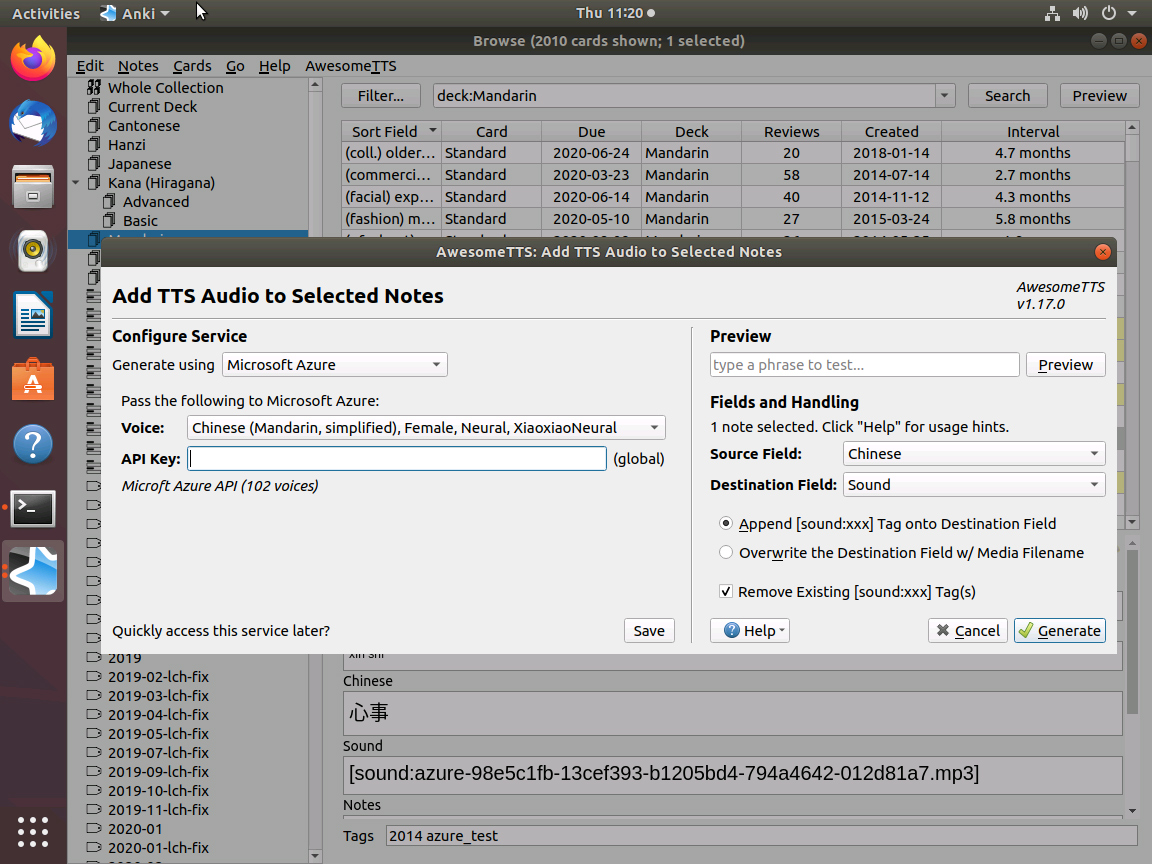 Activities Anki Thu 11:20
Browse (2010 cards shown; 1 selected)
Edit Notes Cards Go Help AwesomeTTS
Whole Collection
Current Deck
Cantonese
Hanzi
Japanese
Kana (Hiragana)
Advanced
Basic
Filter... deck:Mandarin Search Preview
Sort Field Card Due Deck Reviews Created Interval
(coll.) older... Standard 2020-06-24 Mandarin 20 2018-01-14 4.7 months
(commerci... Standard 2020-03-23 Mandarin 58 2014-07-14 2.7 months
(facial) exp... Standard 2020-06-14 Mandarin 40 2014-11-12 4.3 months
(fashion) m... Standard 2020-05-10 Mandarin 27 2015-03-24 5.8 months
AwesomeTTS: Add TTS Audio to Selected Notes
Add TTS Audio to Selected Notes
AwesomeTTS
v1.17.0
Configure Service
Generate using Microsoft Azure
Pass the following to Microsoft Azure:
Voice: Chinese (Mandarin, simplified), Female, Neural, XiaoxiaoNeural
API Key: (global)
Microft Azure API (102 voices)
Quickly access this service later? Save
Preview
type a phrase to test... Preview
Fields and Handling
1 note selected. Click "Help" for usage hints.
Source Field: Chinese
Destination Field: Sound
Append [sound:xxx] Tag onto Destination Field
Overwrite the Destination Field w/ Media Filename
Remove Existing [sound:xxx] Tag(s)
Help Cancel Generate
2019
2019-02-lch-fix
2019-03-lch-fix
2019-04-lch-fix
2019-05-lch-fix
2019-07-lch-fix
2019-09-lch-fix
2019-10-lch-fix
2019-11-lch-fix
2020-01
2020-01-lch-fix
Chinese
心事
Sound
[sound:azure-98e5c1fb-13cef393-b1205bd4-794a4642-012d81a7.mp3]
Notes
Tags 2014 azure_test